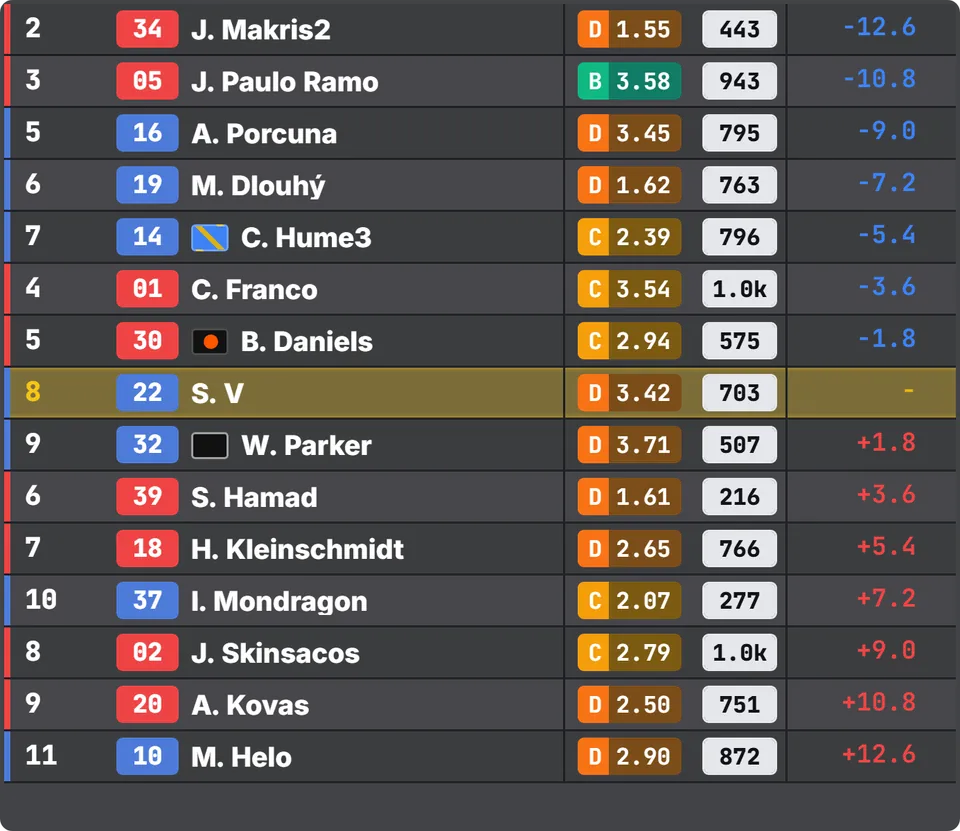 2 34 J. Makris2 D 1.55 443 -12.6
3 05 J. Paulo Ramo B 3.58 943 -10.8
5 16 A. Porcuna D 3.45 795 -9.0
6 19 M. Dlouhý D 1.62 763 -7.2
7 14 C. Hume3 C 2.39 796 -5.4
4 01 C. Franco C 3.54 1.0k -3.6
5 30 B. Daniels C 2.94 575 -1.8
8 22 S. V D 3.42 703 -
9 32 W. Parker D 3.71 507 +1.8
6 39 S. Hamad D 1.61 216 +3.6
7 18 H. Kleinschmidt D 2.65 766 +5.4
10 37 I. Mondragon C 2.07 277 +7.2
8 02 J. Skinsacos C 2.79 1.0k +9.0
9 20 A. Kovas D 2.50 751 +10.8
11 10 M. Helo D 2.90 872 +12.6